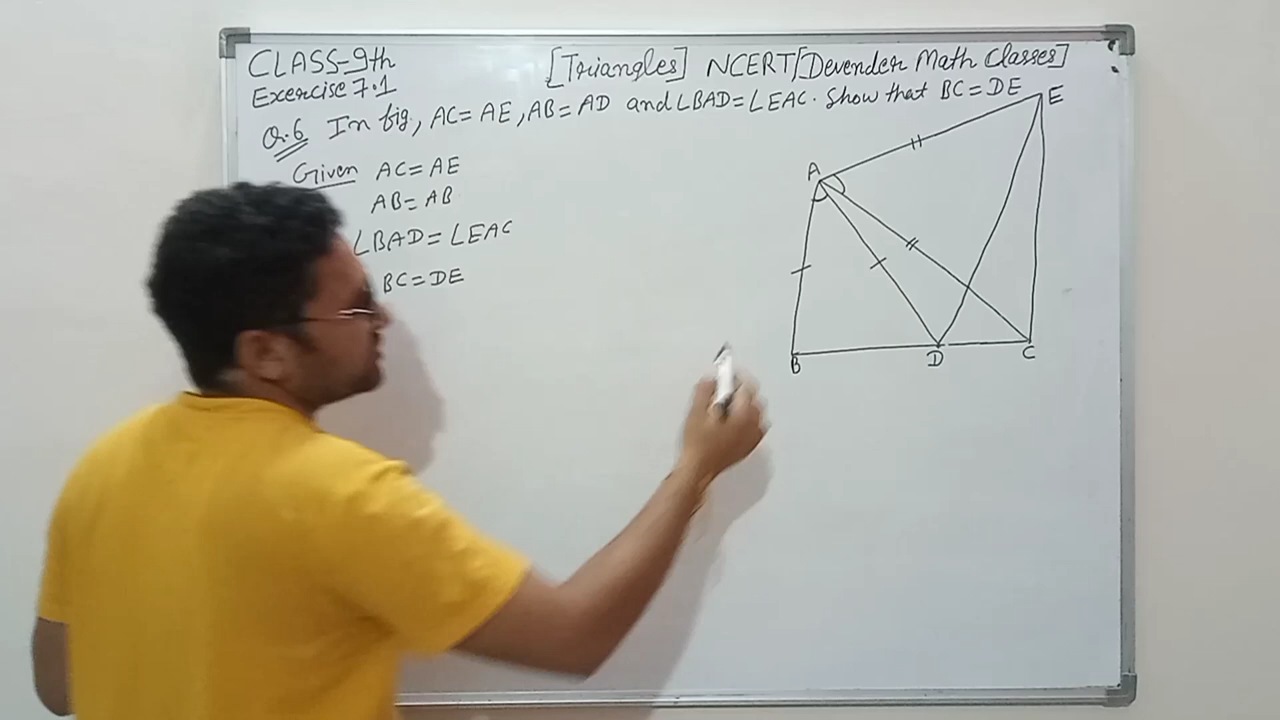 CLASS-9th [Triangles] NCERT [Devender Math Classes]
Exercise 7.1
Q.6 In fig, AC = AE, AB = AD and ∠BAD = ∠EAC. Show that BC = DE
Given AC = AE
AB = AB
∠BAD = ∠EAC
BC = DE
E
A
B D C